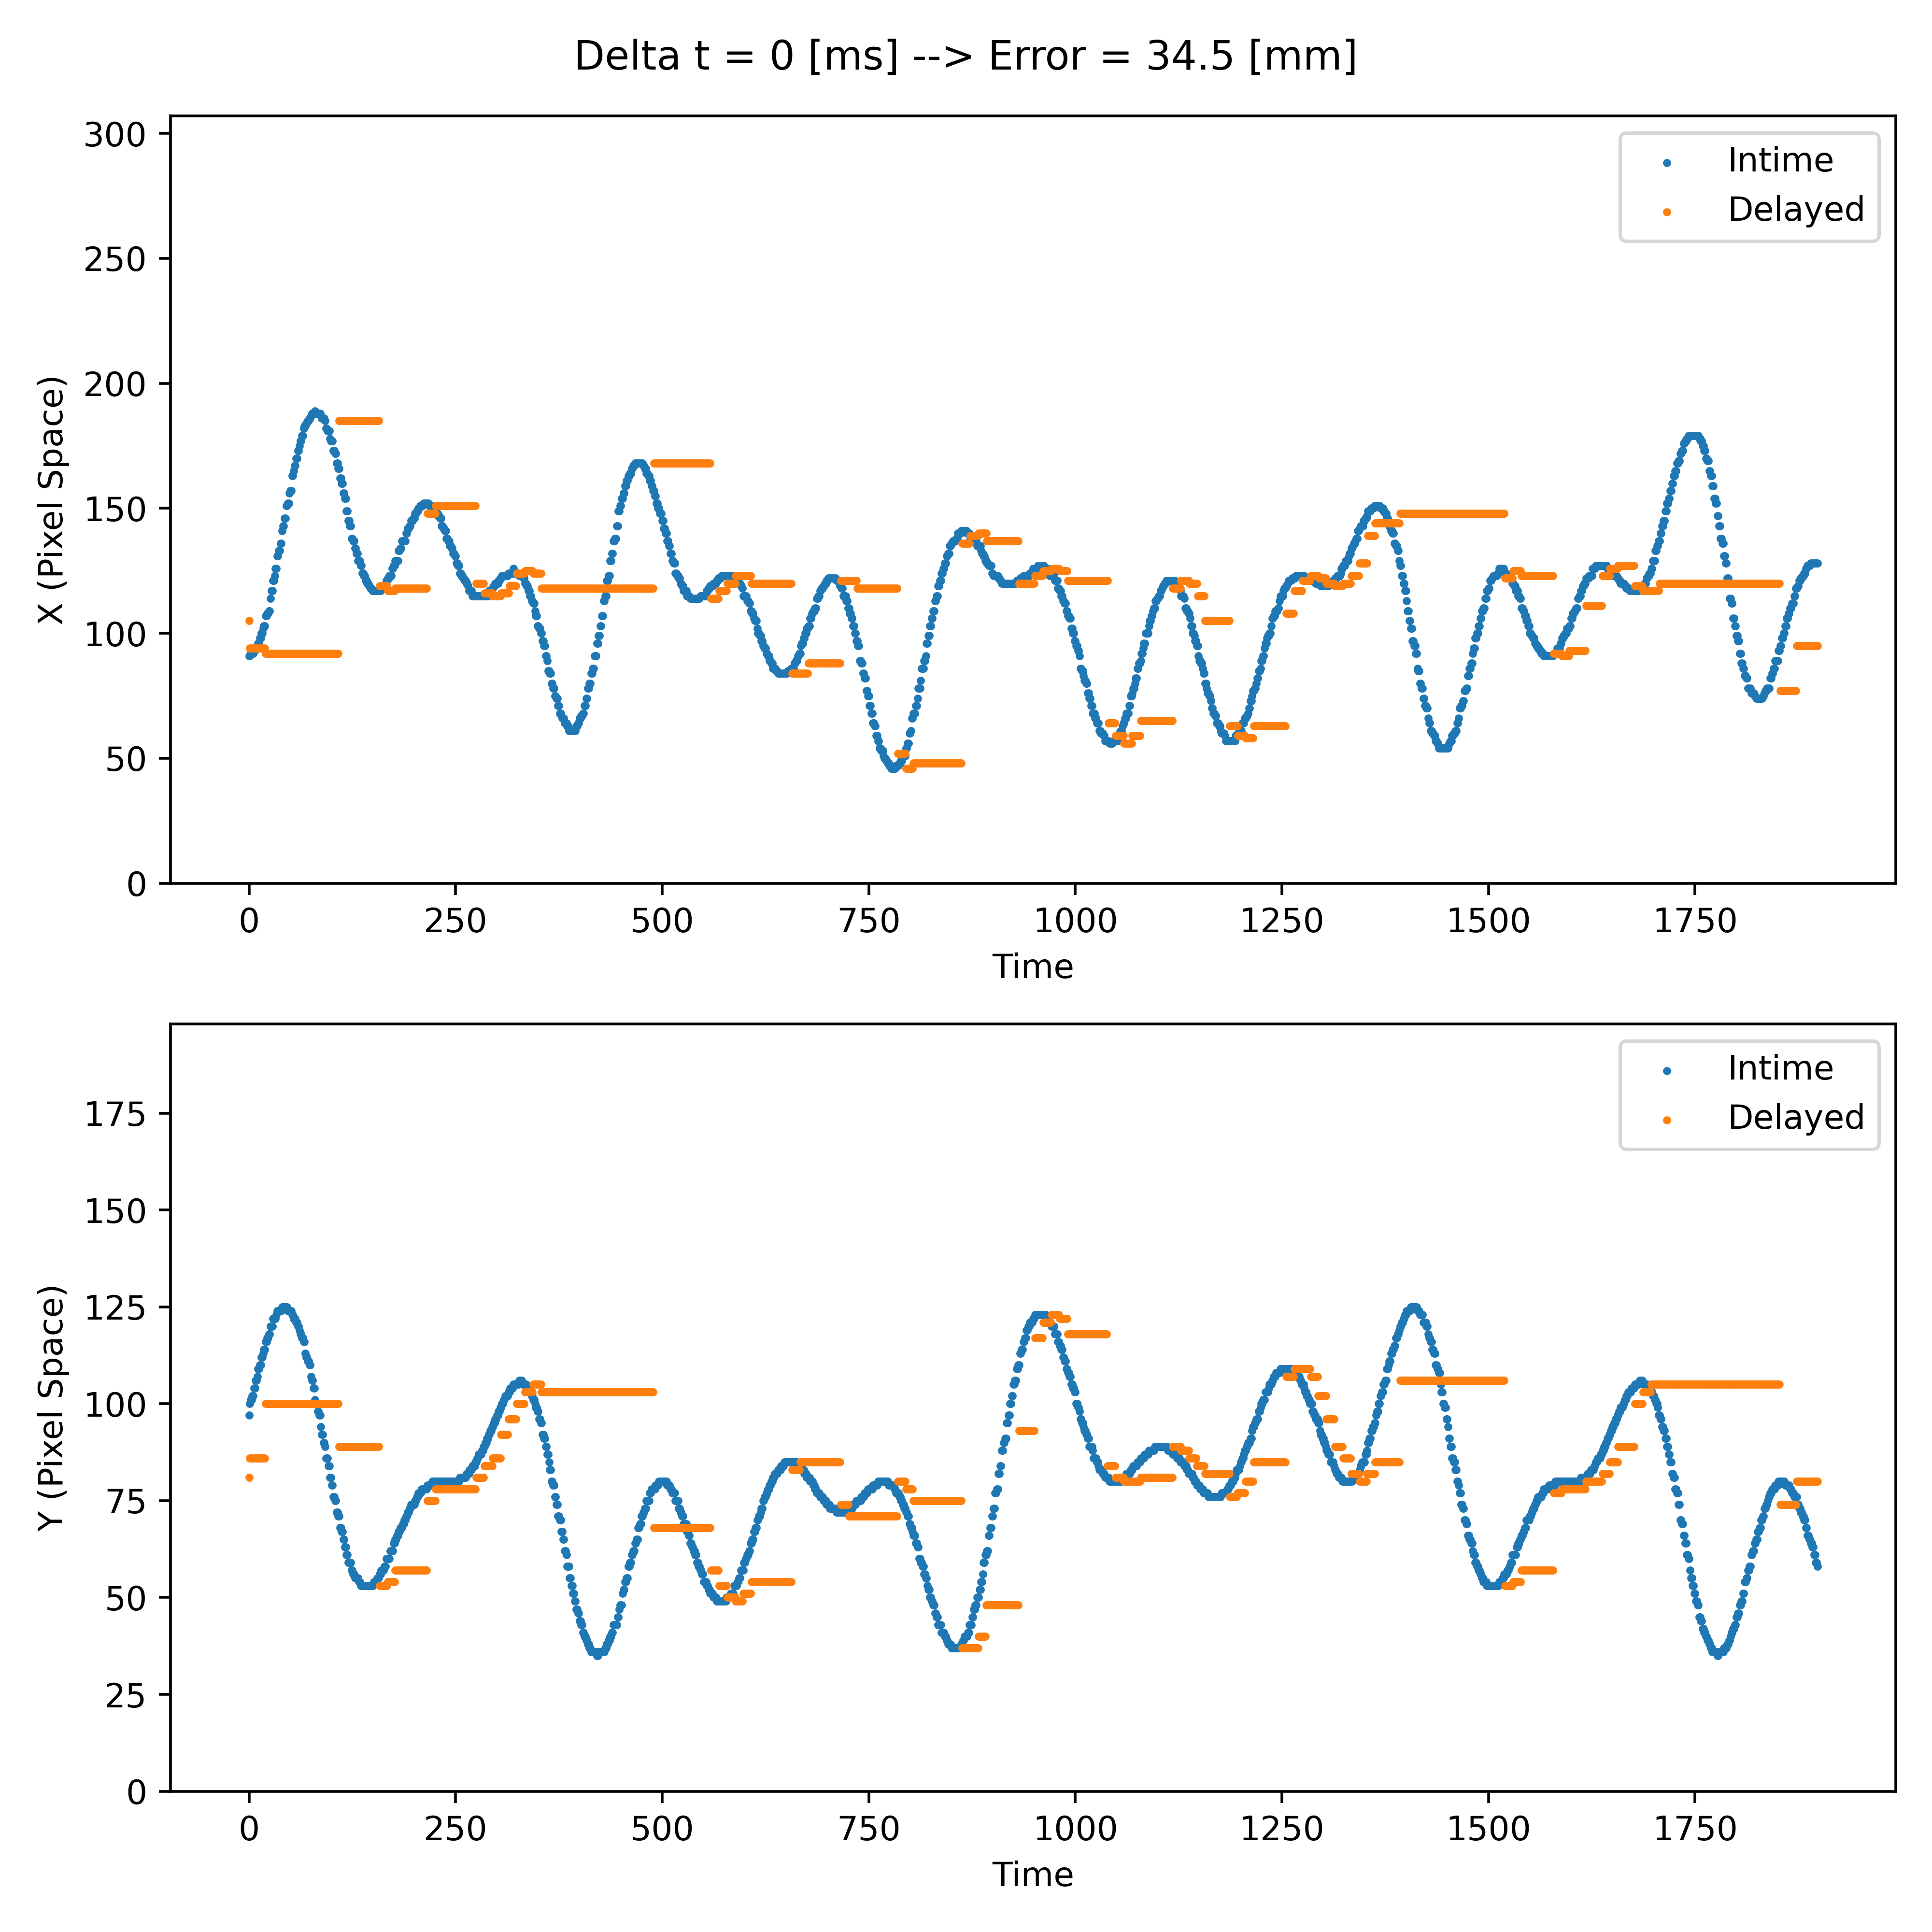 Delta t = 0 [ms] --> Error = 34.5 [mm]
300
250
200
150
100
50
0
X (Pixel Space)
Intime
Delayed
0 250 500 750 1000 1250 1500 1750
Time
175
150
125
100
75
50
25
0
Y (Pixel Space)
Intime
Delayed
0 250 500 750 1000 1250 1500 1750
Time